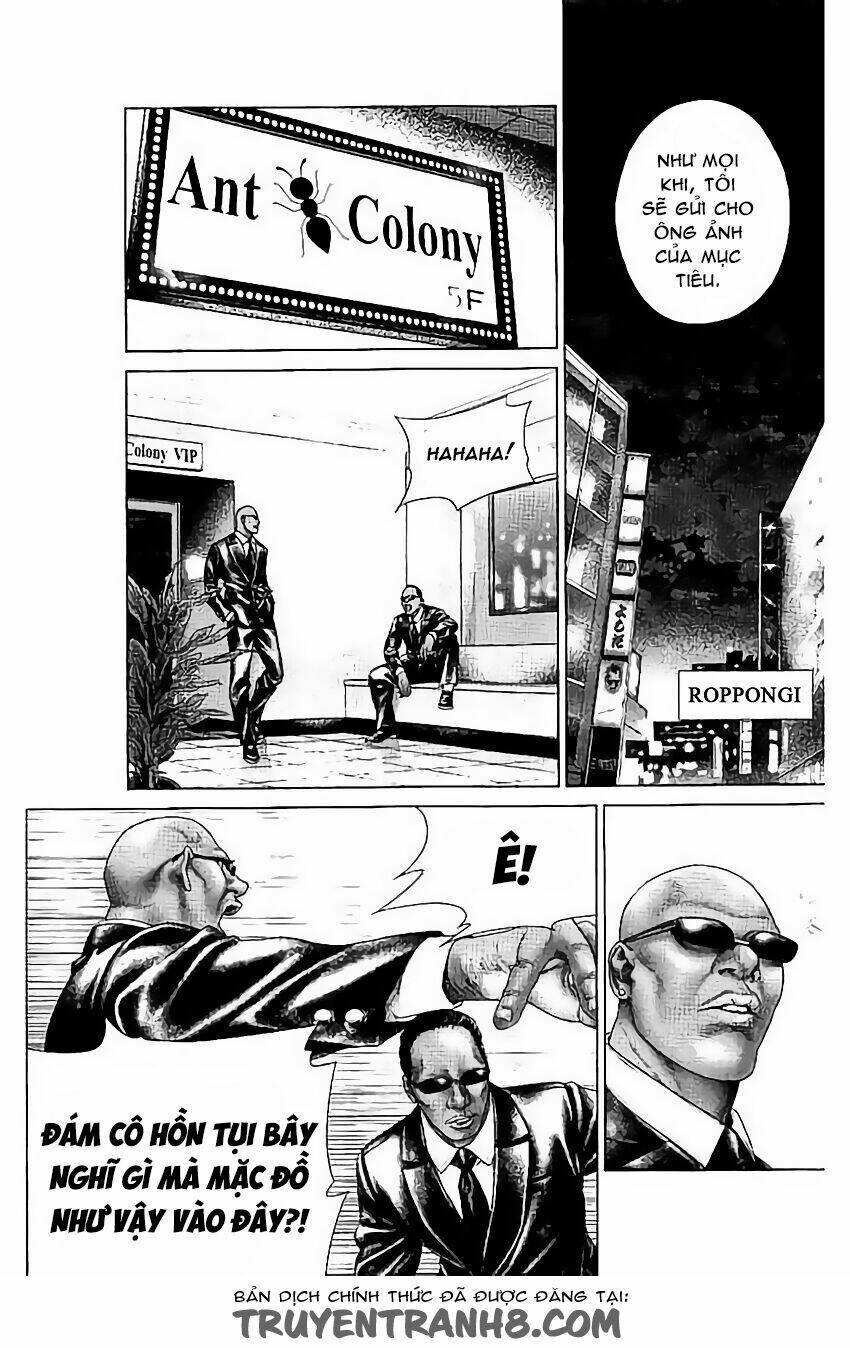 NHƯ MỌI
KHI, TÔI
SẼ GỬI CHO
ÔNG ẢNH
CỦA MỤC
TIÊU.
Ant Colony
5F
ROPPONGI
Colony VIP
HAHAHA!
Ê!
ĐÁM CÔ HỒN TỤI BÂY
NGHĨ GÌ MÀ MẶC ĐỒ
NHƯ VẬY VÀO ĐÂY?!
BẢN DỊCH CHÍNH THỨC ĐÃ ĐƯỢC ĐĂNG TẠI:
TRUYENTRANH8.COM